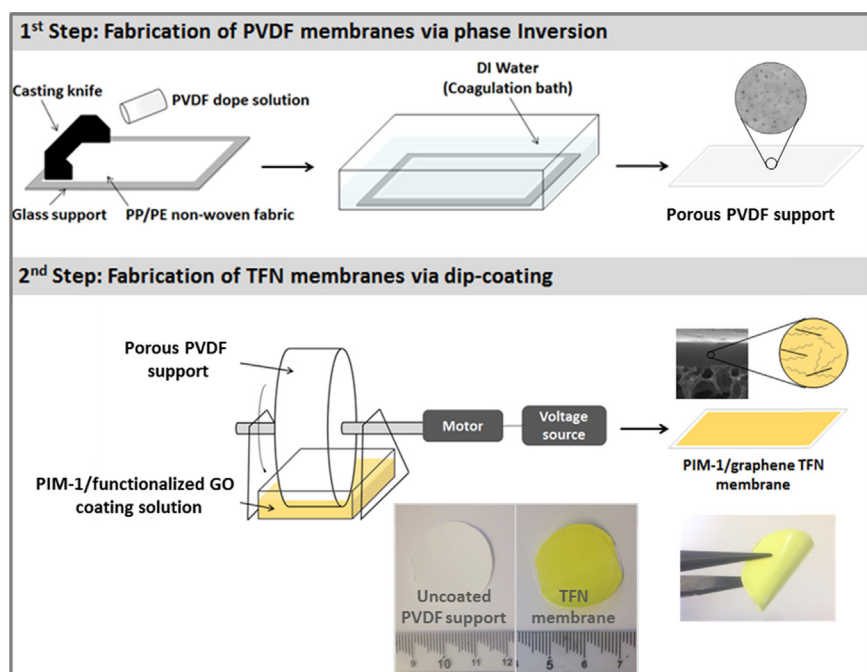 1st Step: Fabrication of PVDF membranes via phase Inversion
Casting knife
PVDF dope solution
Glass support
PP/PE non-woven fabric
DI Water
(Coagulation bath)
Porous PVDF support
2nd Step: Fabrication of TFN membranes via dip-coating
Porous PVDF
support
PIM-1/functionalized GO
coating solution
Motor
Voltage
source
PIM-1/graphene TFN
membrane
Uncoated
PVDF support
9 10 11 12
TFN
membrane
5 6 7